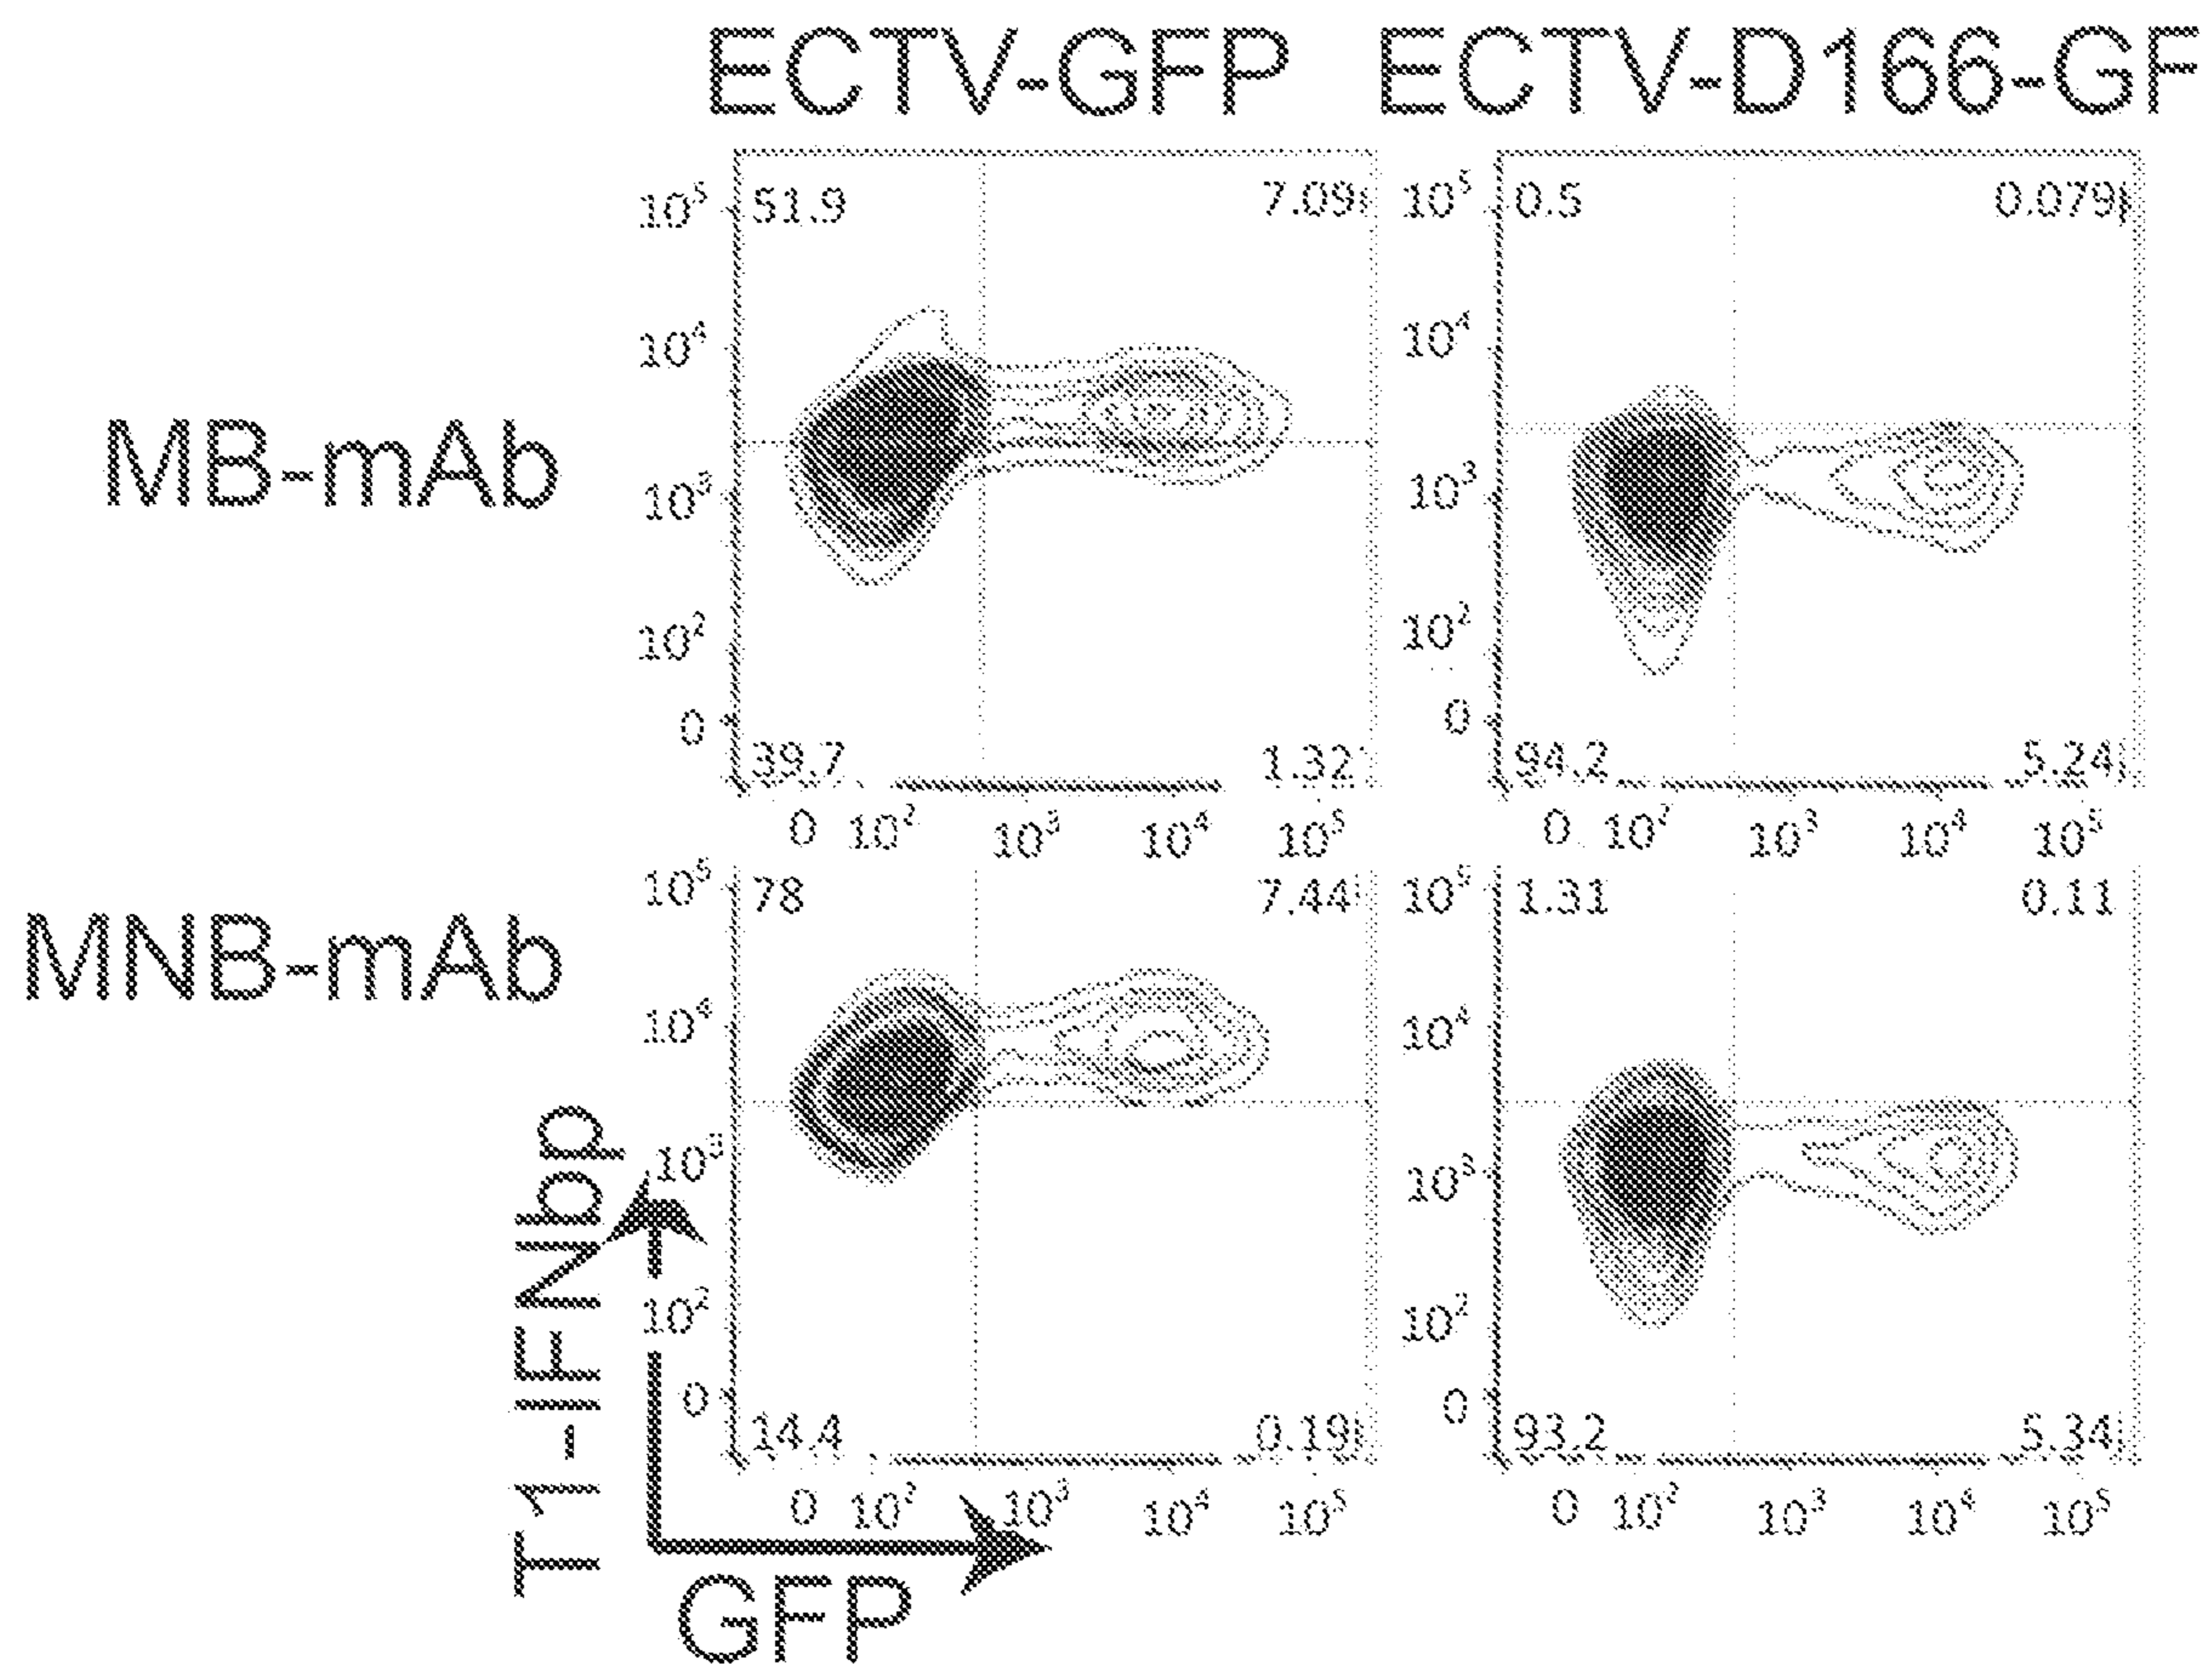 ECTV-GFP ECTV-D166-GF
MB-mAb
10⁵ 51.9 7.09
10⁴
10³
10²
0
39.7 1.32
0 10² 10³ 10⁴ 10⁵
10⁵ 0.5 0.079
10⁴
10³
10²
0
94.2 5.24
0 10² 10³ 10⁴ 10⁵
MNB-mAb
10⁵ 78 7.44
10⁴
10³
10²
0
14.4 0.19
0 10² 10³ 10⁴ 10⁵
10⁵ 1.31 0.11
10⁴
10³
10²
0
93.2 5.34
0 10² 10³ 10⁴ 10⁵
T1-IFNbp
GFP